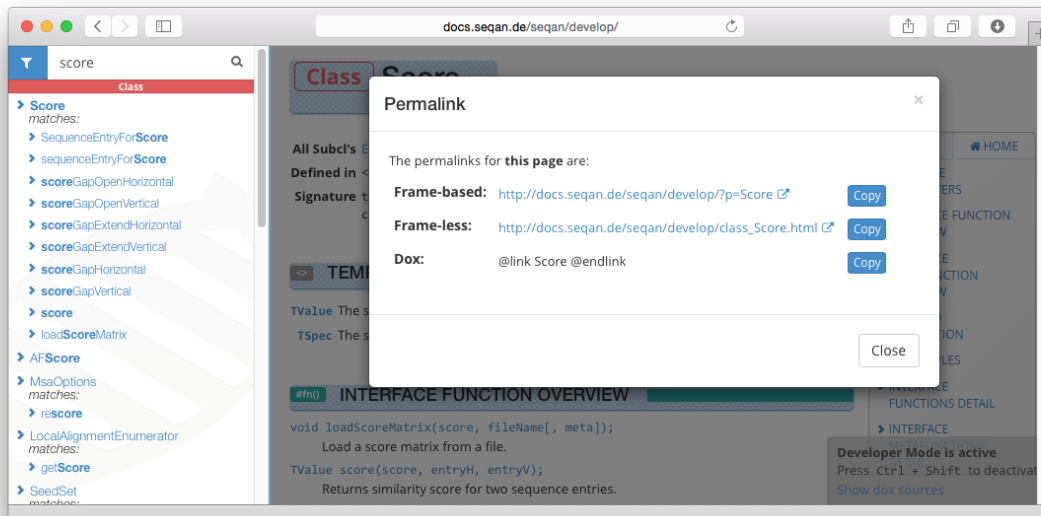 docs.seqan.de/seqan/develop/
score
Class
Score
matches:
SequenceEntryForScore
sequenceEntryForScore
scoreGapOpenHorizontal
scoreGapOpenVertical
scoreGapExtendHorizontal
scoreGapExtendVertical
scoreGapHorizontal
scoreGapVertical
score
loadScoreMatrix
AFScore
MsaOptions
matches:
rescore
LocalAlignmentEnumerator
matches:
getScore
SeedSet
matches:
Class Score
All Subcl's
Defined in <
Signature
HOME
Permalink
×
The permalinks for this page are:
Frame-based: http://docs.seqan.de/seqan/develop/?p=Score Copy
Frame-less: http://docs.seqan.de/seqan/develop/class_Score.html Copy
Dox: @link Score @endlink Copy
Close
<> TEM
TValue The s
TSpec The s
#fn() INTERFACE FUNCTION OVERVIEW
void loadScoreMatrix(score, fileName[, meta]);
Load a score matrix from a file.
TValue score(score, entryH, entryV);
Returns similarity score for two sequence entries.
E FUNCTION
INTERFACE
FUNCTIONS DETAIL
INTERFACE
METAFUNCTIONS
Developer Mode is active
Press Ctrl + Shift to deactivat
Show dox sources